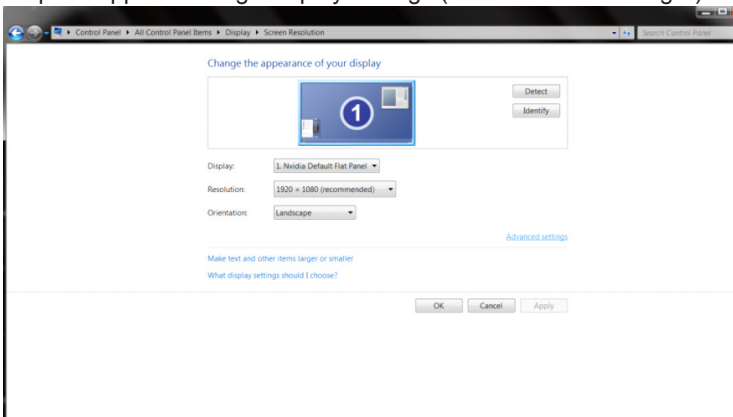 Control Panel ▸ All Control Panel Items ▸ Display ▸ Screen Resolution
Search Control Panel
Change the appearance of your display
1
Detect
Identify
Display: 1. Nvidia Default Flat Panel
Resolution: 1920 × 1080 (recommended)
Orientation: Landscape
Advanced settings
Make text and other items larger or smaller
What display settings should I choose?
OK Cancel Apply